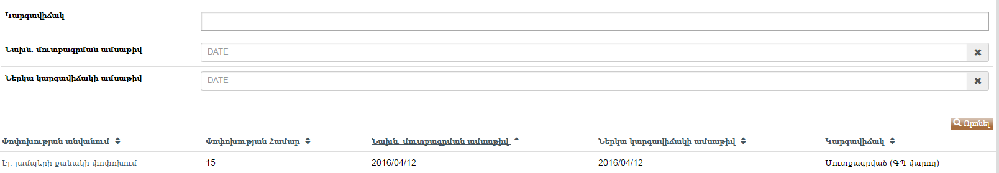 Կարգավիճակ
Նախն. մուտքագրման ամսաթիվ DATE
Ներկա կարգավիճակի ամսաթիվ DATE
Որոնել
Փոփոխության անվանում Փոփոխության Համար Նախն. մուտքագրման ամսաթիվ Ներկա կարգավիճակի ամսաթիվ Կարգավիճակ
Էլ. լամպերի քանակի փոփոխում 15 2016/04/12 2016/04/12 Մուտքագրված (ԳՊ վարող)